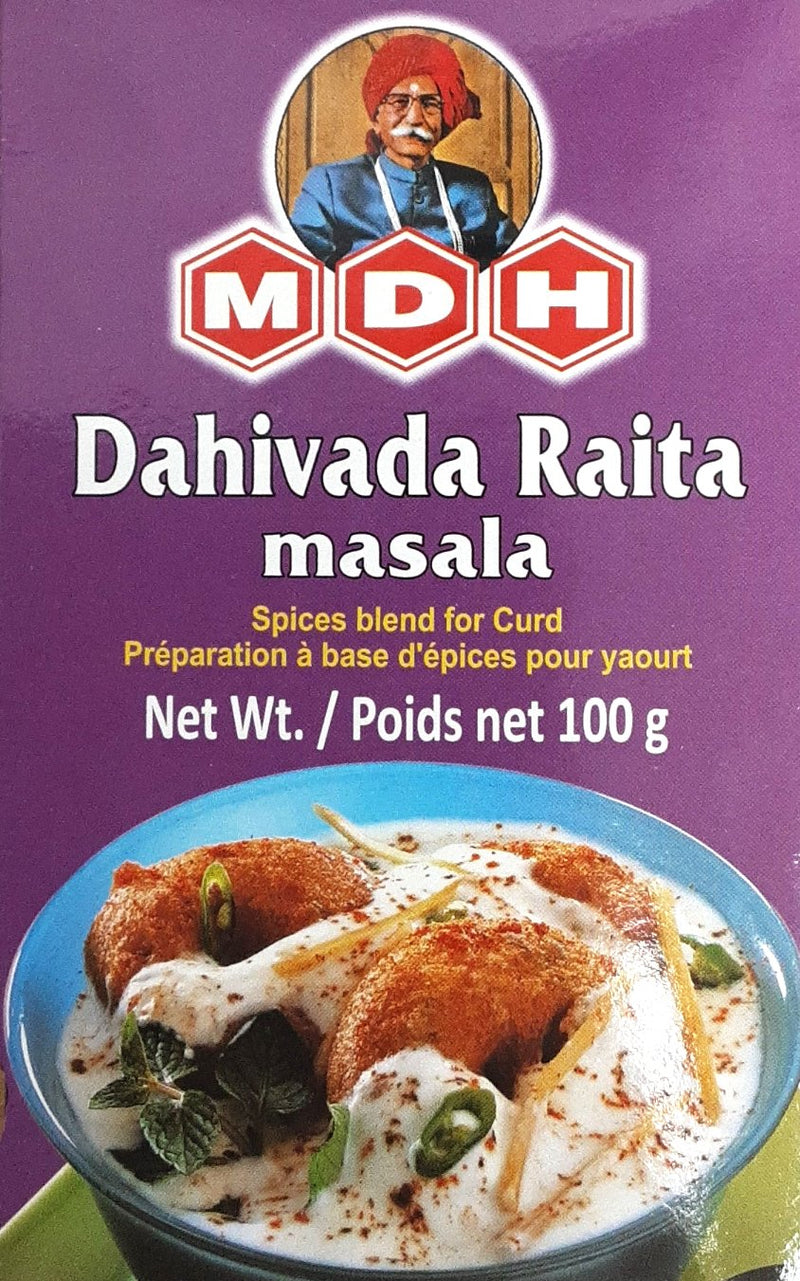 MDH
Dahivada Raita
masala
Spices blend for Curd
Préparation à base d'épices pour yaourt
Net Wt. / Poids net 100 g